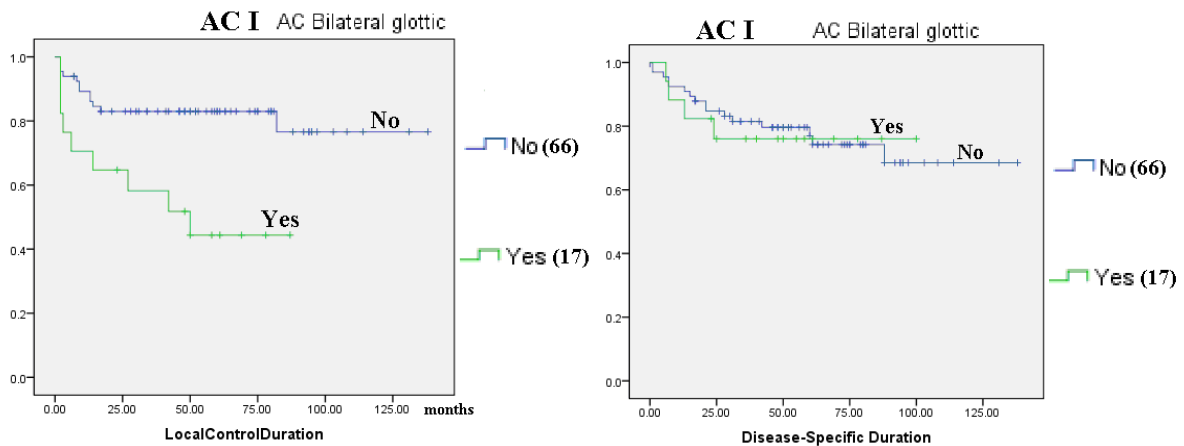 AC I AC Bilateral glottic
1.0
0.8
0.6
0.4
0.2
0.0
No
Yes
No (66)
Yes (17)
0.00 25.00 50.00 75.00 100.00 125.00 months
LocalControlDuration
AC I AC Bilateral glottic
1.0
0.8
0.6
0.4
0.2
0.0
Yes
No
No (66)
Yes (17)
0.00 25.00 50.00 75.00 100.00 125.00
Disease-Specific Duration